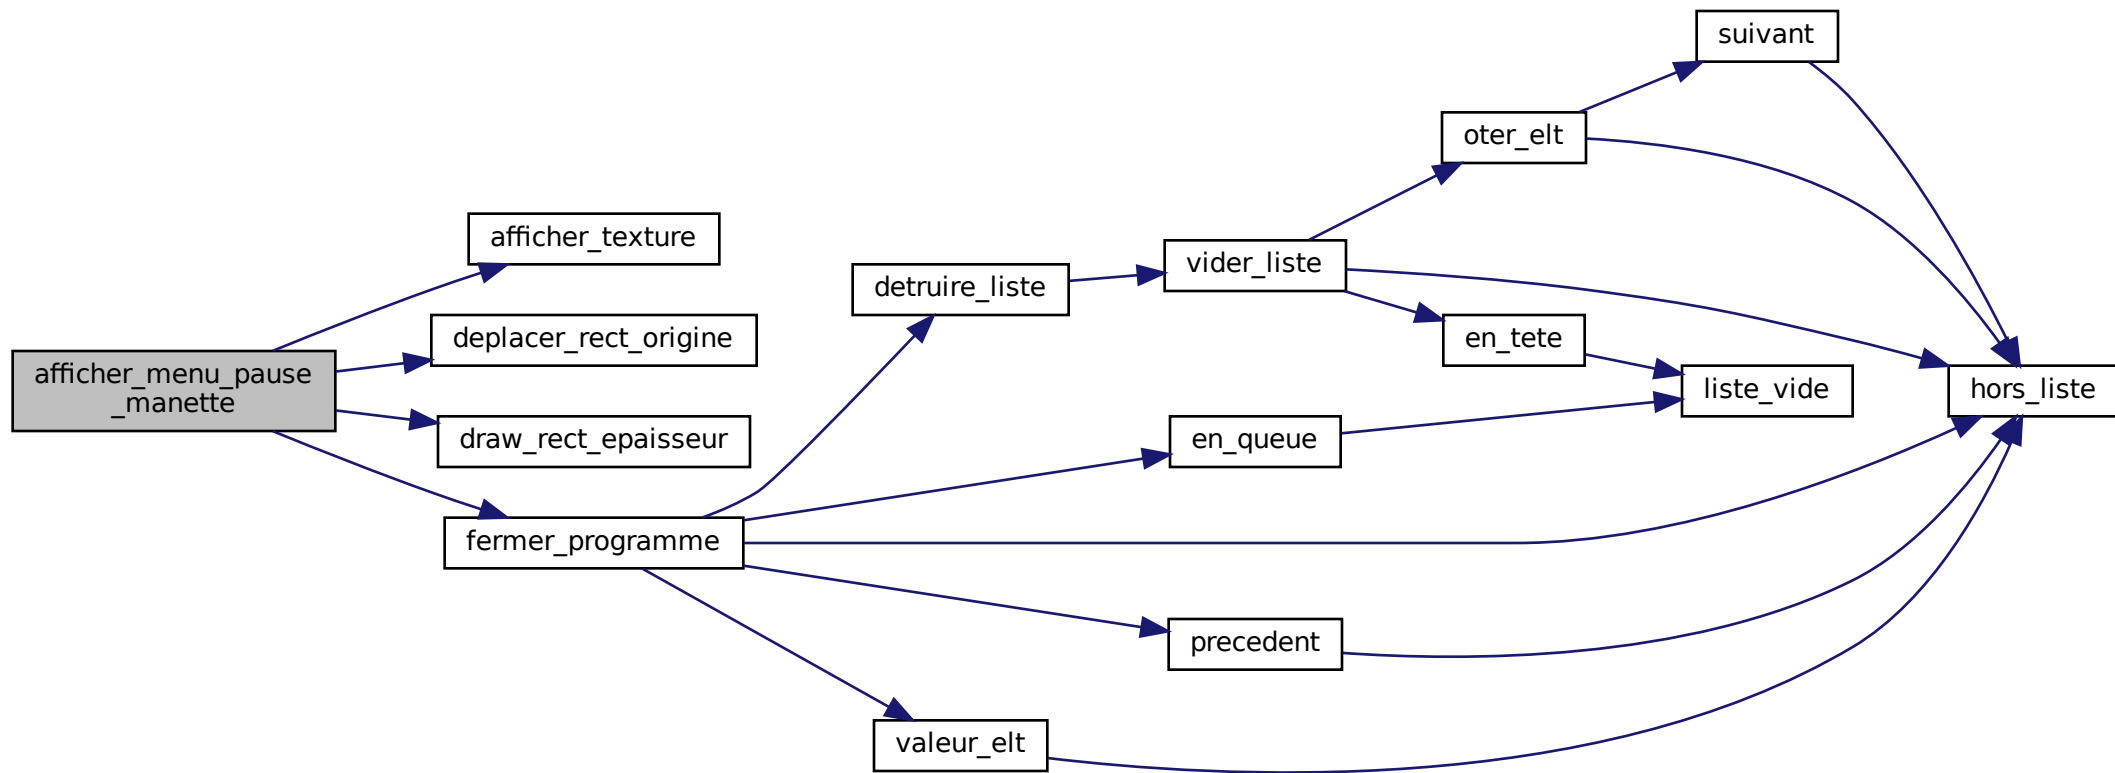 afficher_menu_pause
_manette
afficher_texture
deplacer_rect_origine
draw_rect_epaisseur
fermer_programme
detruire_liste
vider_liste
oter_elt
suivant
hors_liste
en_tete
liste_vide
en_queue
precedent
valeur_elt